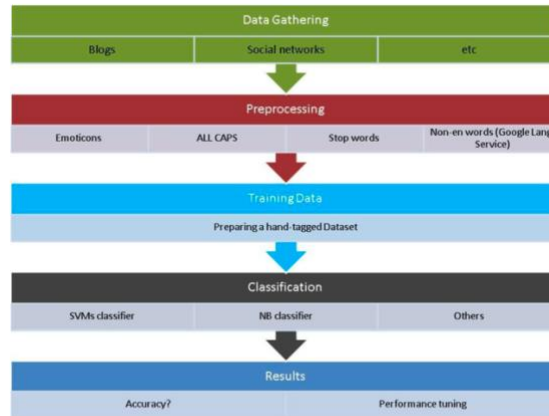 Data Gathering
Blogs
Social networks
etc
Preprocessing
Emoticons
ALL CAPS
Stop words
Non-en words (Google Lang
Service)
Training Data
Preparing a hand-tagged Dataset
Classification
SVMs classifier
NB classifier
Others
Results
Accuracy?
Performance tuning